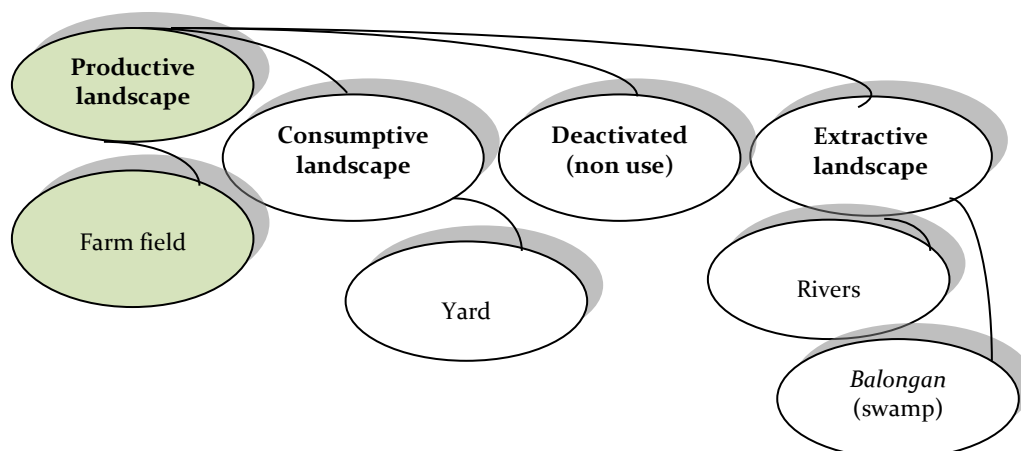 Productive
landscape
Consumptive
landscape
Deactivated
(non use)
Extractive
landscape
Farm field
Yard
Rivers
Balongan
(swamp)